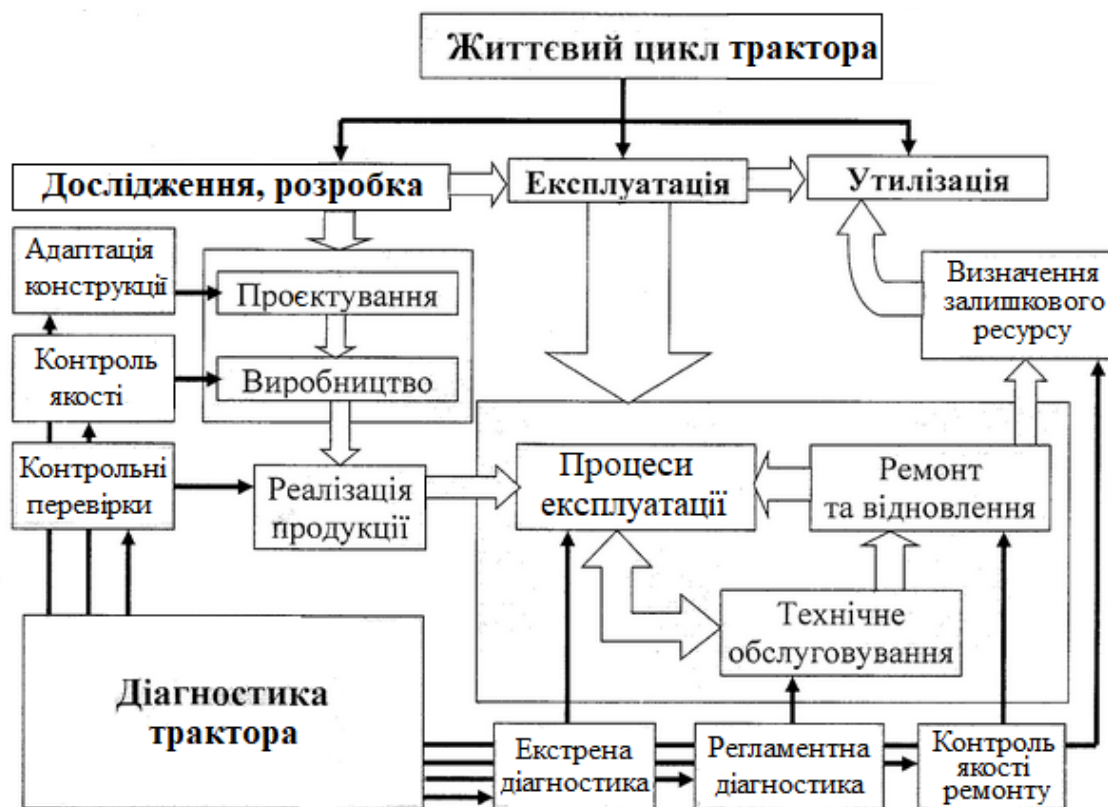 Життєвий цикл трактора
Дослідження, розробка
Експлуатація
Утилізація
Адаптація
конструкції
Проєктування
Визначення
залишкового
ресурсу
Контроль
якості
Виробництво
Контрольні
перевірки
Реалізація
продукції
Процеси
експлуатації
Ремонт
та відновлення
Технічне
обслуговування
Діагностика
трактора
Екстрена
діагностика
Регламентна
діагностика
Контроль
якості
ремонту